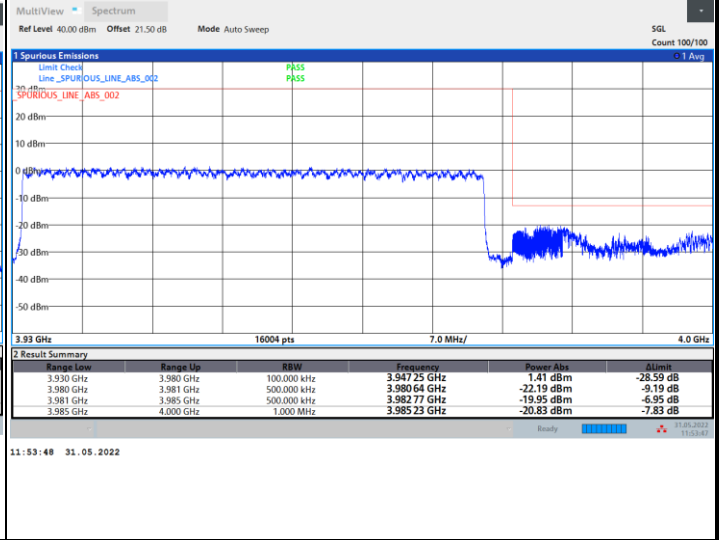 MultiView Spectrum
Ref Level 40.00 dBm Offset 21.50 dB Mode Auto Sweep SGL
Count 100/100
1 Spurious Emissions 1 Avg
Limit Check PASS
Line _SPURIOUS_LINE_ABS_002 PASS
30 dBm
_SPURIOUS_LINE_ABS_002
20 dBm
10 dBm
0 dBm
-10 dBm
-20 dBm
-30 dBm
-40 dBm
-50 dBm
3.93 GHz 16004 pts 7.0 MHz/ 4.0 GHz
2 Result Summary
Range Low Range Up RBW Frequency Power Abs ΔLimit
3.930 GHz 3.980 GHz 100.000 kHz 3.947 25 GHz 1.41 dBm -28.59 dB
3.980 GHz 3.981 GHz 500.000 kHz 3.980 64 GHz -22.19 dBm -9.19 dB
3.981 GHz 3.985 GHz 500.000 kHz 3.982 77 GHz -19.95 dBm -6.95 dB
3.985 GHz 4.000 GHz 1.000 MHz 3.985 23 GHz -20.83 dBm -7.83 dB
Ready 31.05.2022
11:53:47
11:53:48 31.05.2022